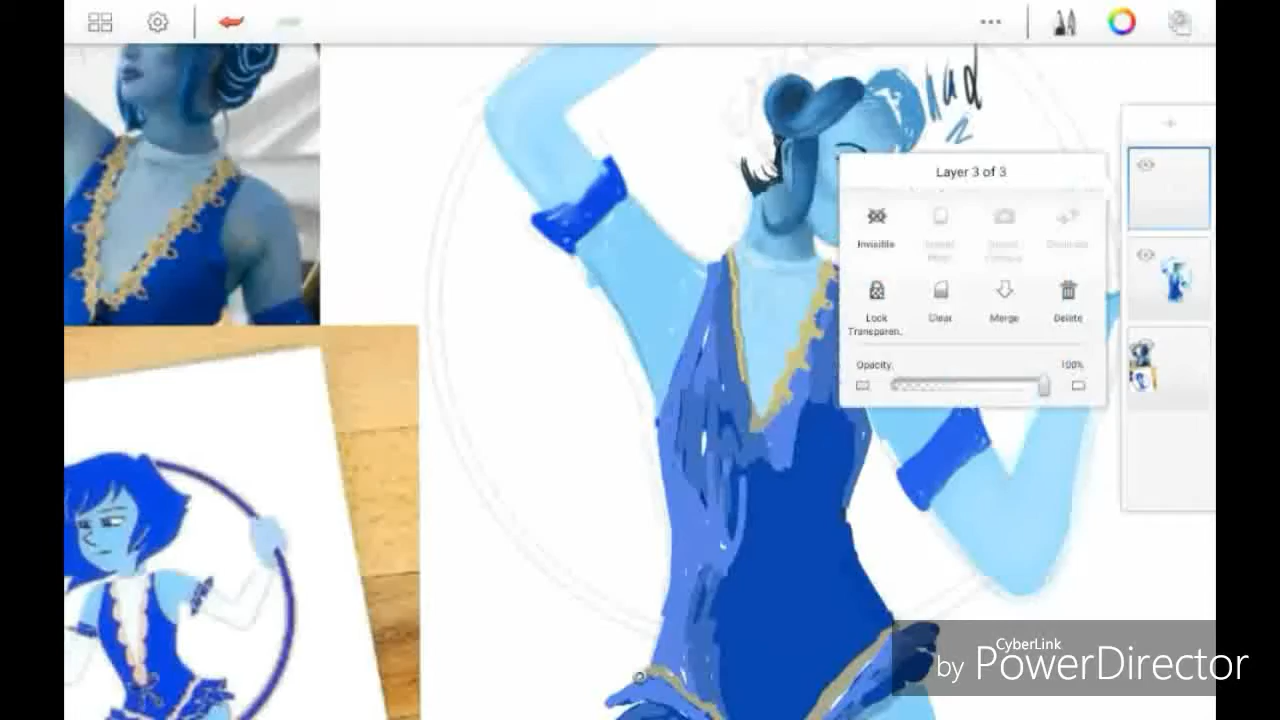 Layer 3 of 3
Invisible
Lock
Transparen.
Clear
Merge
Delete
Opacity.
100%
CyberLink
by PowerDirector